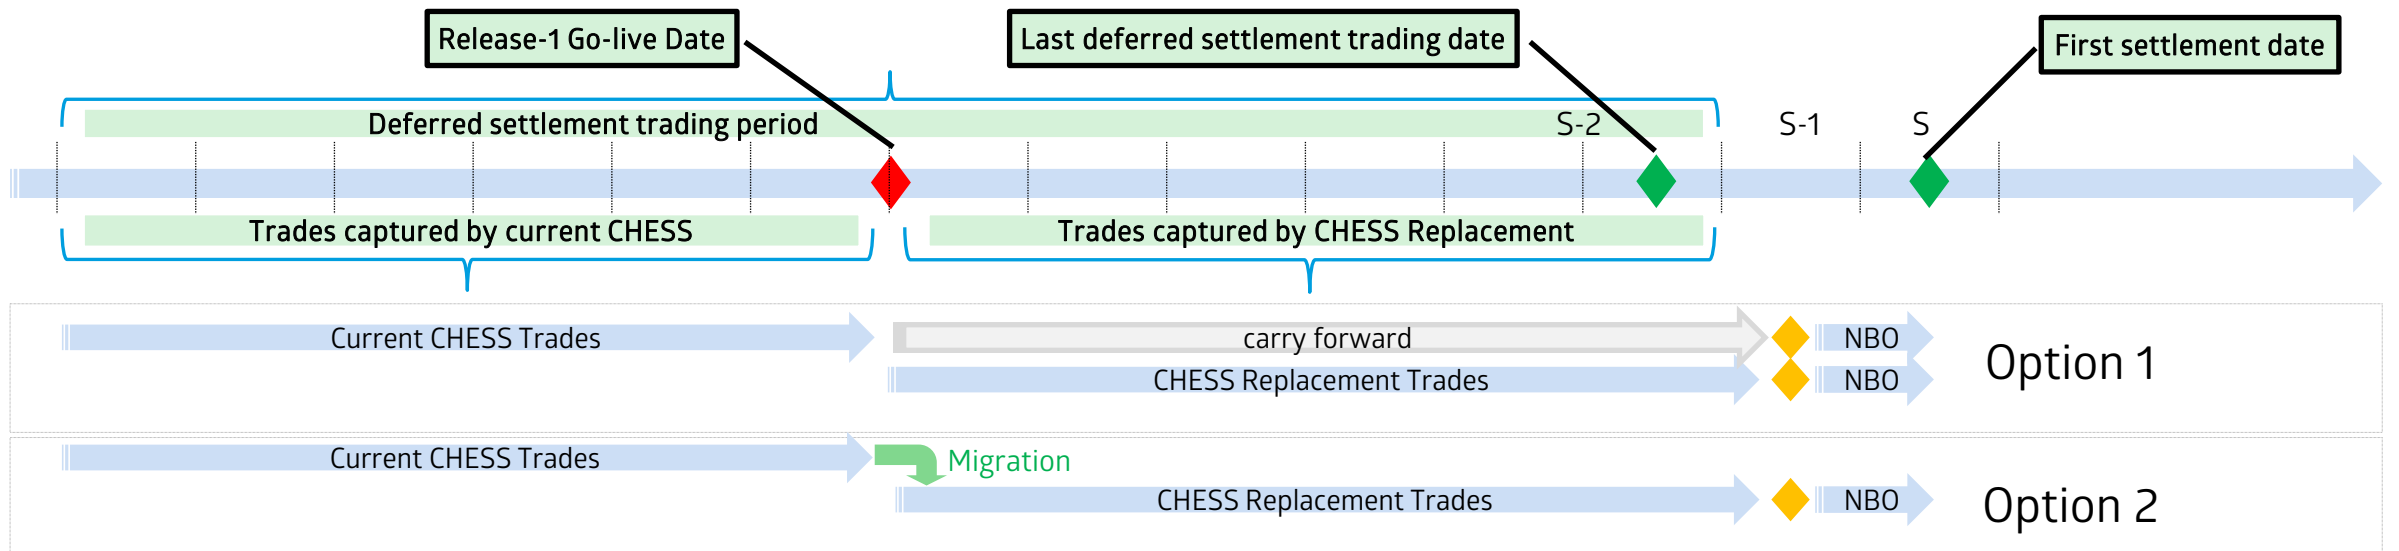 Release-1 Go-live Date
Last deferred settlement trading date
First settlement date
Deferred settlement trading period
S-2
S-1
S
Trades captured by current CHESS
Trades captured by CHESS Replacement
Current CHESS Trades
carry forward
NBO
CHESS Replacement Trades
NBO
Option 1
Current CHESS Trades
Migration
CHESS Replacement Trades
NBO
Option 2